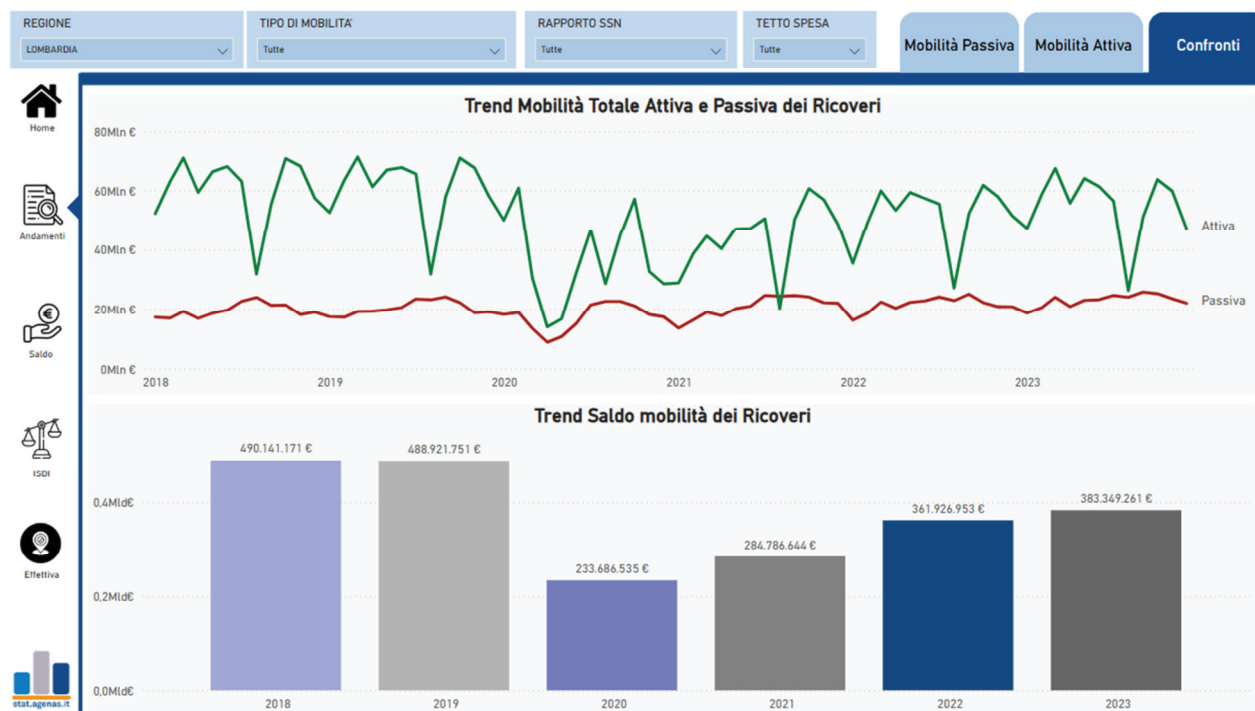 REGIONE
LOMBARDIA
TIPO DI MOBILITA'
Tutte
RAPPORTO SSN
Tutte
TETTO SPESA
Tutte
Mobilità Passiva
Mobilità Attiva
Confronti
Home
Andamenti
Saldo
ISDI
Effettiva
stat.agenas.it
Trend Mobilità Totale Attiva e Passiva dei Ricoveri
80Mln €
60Mln €
40Mln €
20Mln €
0Mln €
Attiva
Passiva
2018 2019 2020 2021 2022 2023
Trend Saldo mobilità dei Ricoveri
490.141.171 €
488.921.751 €
233.686.535 €
284.786.644 €
361.926.953 €
383.349.261 €
0,4Mld€
0,2Mld€
0,0Mld€
2018 2019 2020 2021 2022 2023